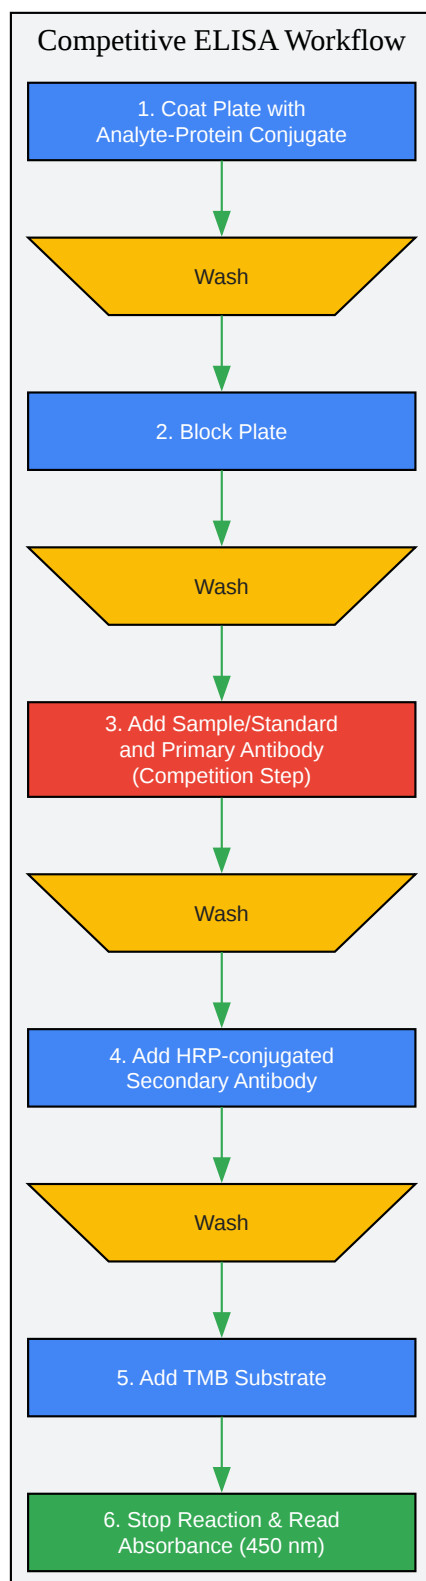 Competitive ELISA Workflow
1. Coat Plate with
Analyte-Protein Conjugate
Wash
2. Block Plate
Wash
3. Add Sample/Standard
and Primary Antibody
(Competition Step)
Wash
4. Add HRP-conjugated
Secondary Antibody
Wash
5. Add TMB Substrate
6. Stop Reaction & Read
Absorbance (450 nm)